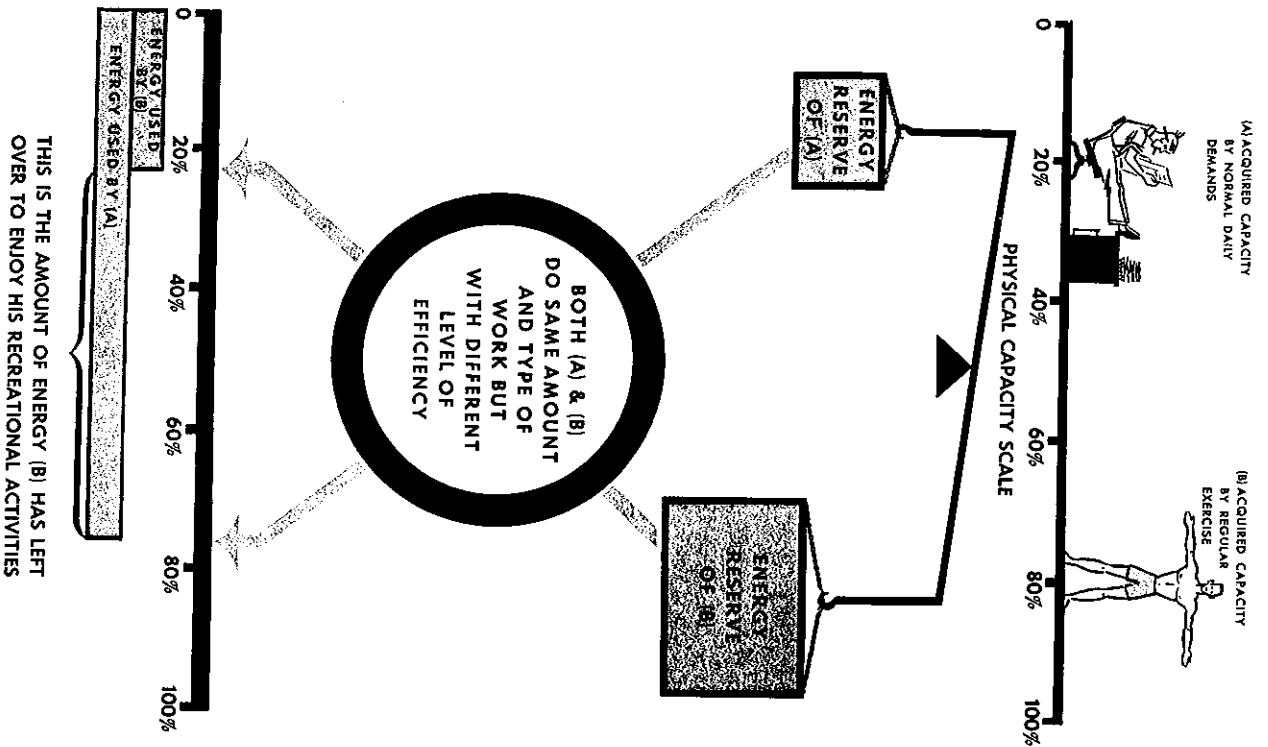 (A) ACQUIRED CAPACITY
BY NORMAL DAILY
DEMANDS
(B) ACQUIRED CAPACITY
BY REGULAR
EXERCISE
0
20%
40%
60%
80%
100%
PHYSICAL CAPACITY SCALE
ENERGY
RESERVE
OF (A)
ENERGY
RESERVE
OF (B)
BOTH (A) & (B)
DO SAME AMOUNT
AND TYPE OF
WORK BUT
WITH DIFFERENT
LEVEL OF
EFFICIENCY
0
20%
40%
60%
80%
100%
ENERGY USED
BY (B)
ENERGY USED BY (A)
THIS IS THE AMOUNT OF ENERGY (B) HAS LEFT
OVER TO ENJOY HIS RECREATIONAL ACTIVITIES